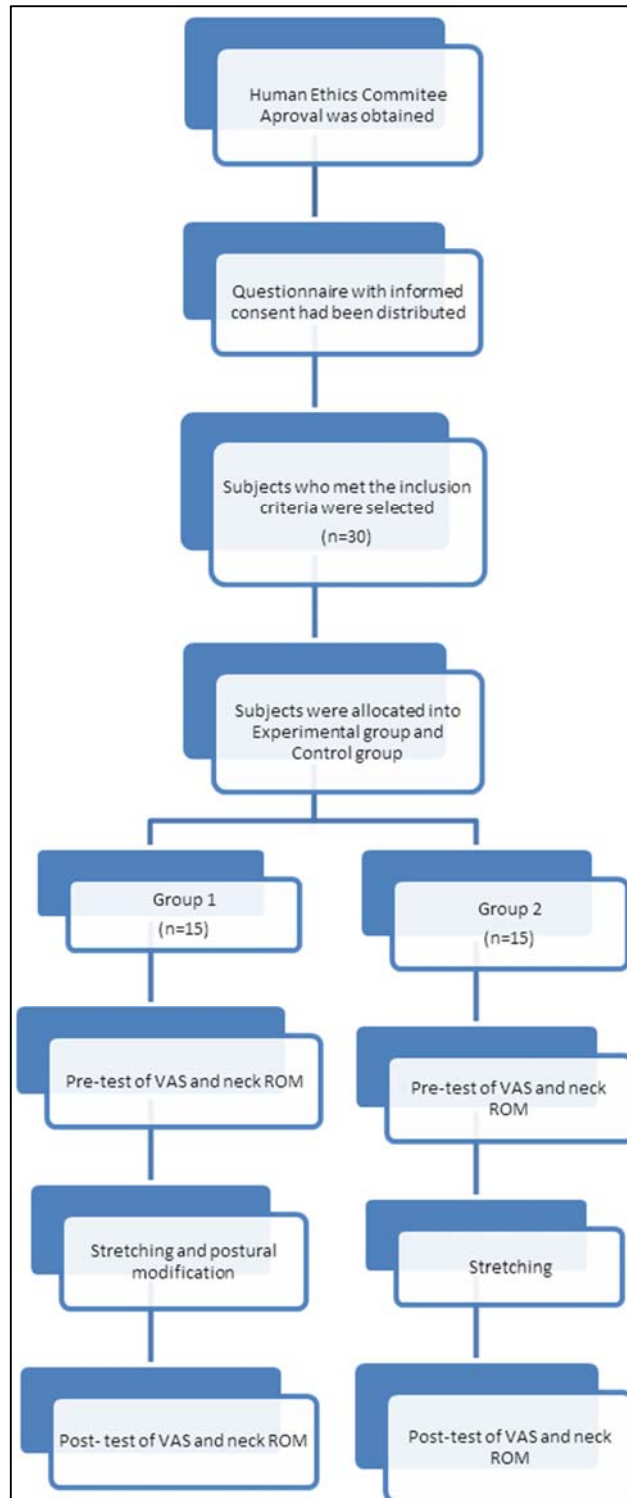 Human Ethics Commitee
Aproval was obtained
Questionnaire with informed
consent had been distributed
Subjects who met the inclusion
criteria were selected
(n=30)
Subjects were allocated into
Experimental group and
Control group
Group 1
(n=15)
Group 2
(n=15)
Pre-test of VAS and neck ROM
Pre-test of VAS and neck
ROM
Stretching and postural
modification
Stretching
Post- test of VAS and neck ROM
Post-test of VAS and neck
ROM